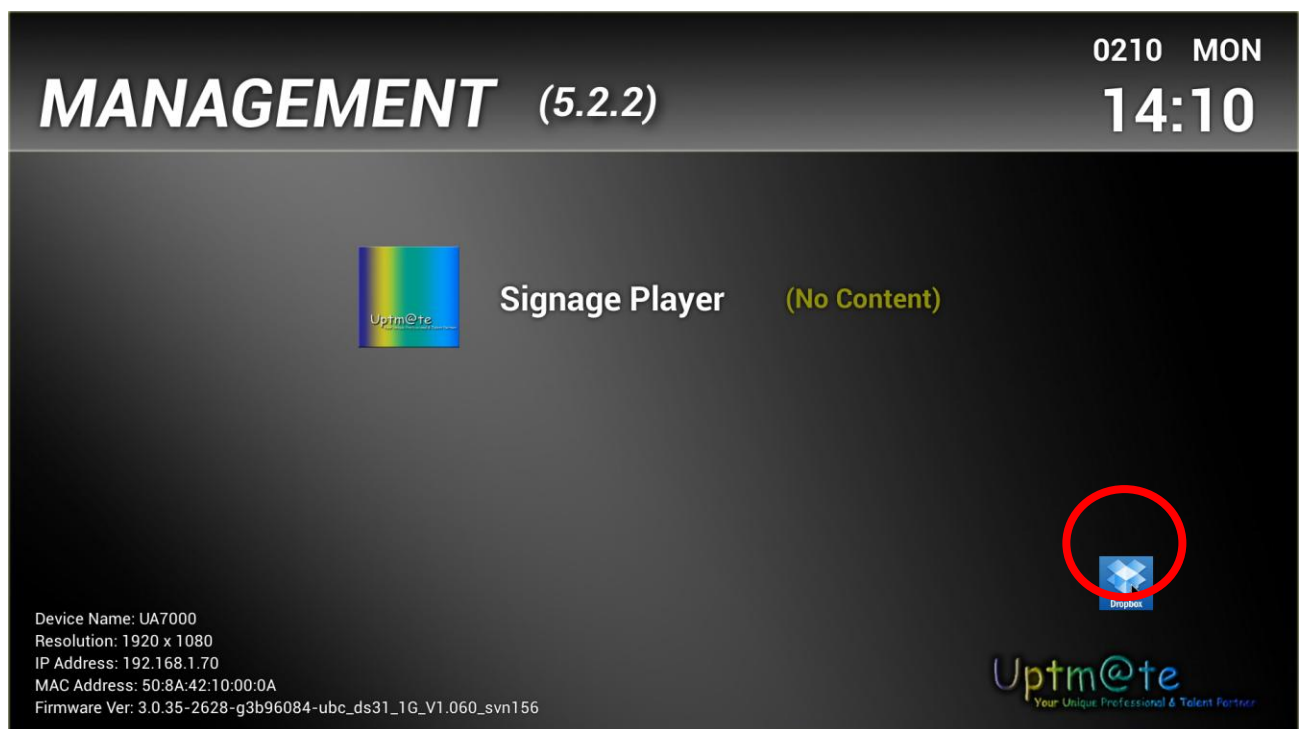 0210 MON
MANAGEMENT (5.2.2)
14:10
Uptm@te
Signage Player (No Content)
Dropbox
Device Name: UA7000
Resolution: 1920 x 1080
IP Address: 192.168.1.70
MAC Address: 50:8A:42:10:00:0A
Firmware Ver: 3.0.35-2628-g3b96084-ubc_ds31_1G_V1.060_svn156
Uptm@te
Your Unique Professional & Talent Partner